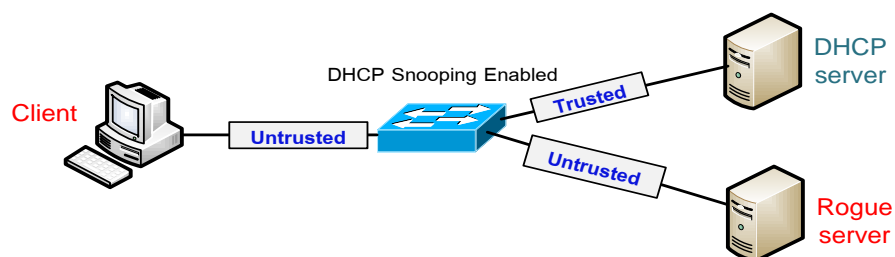 DHCP Snooping Enabled
DHCP
server
Client
Untrusted
Trusted
Untrusted
Rogue
server